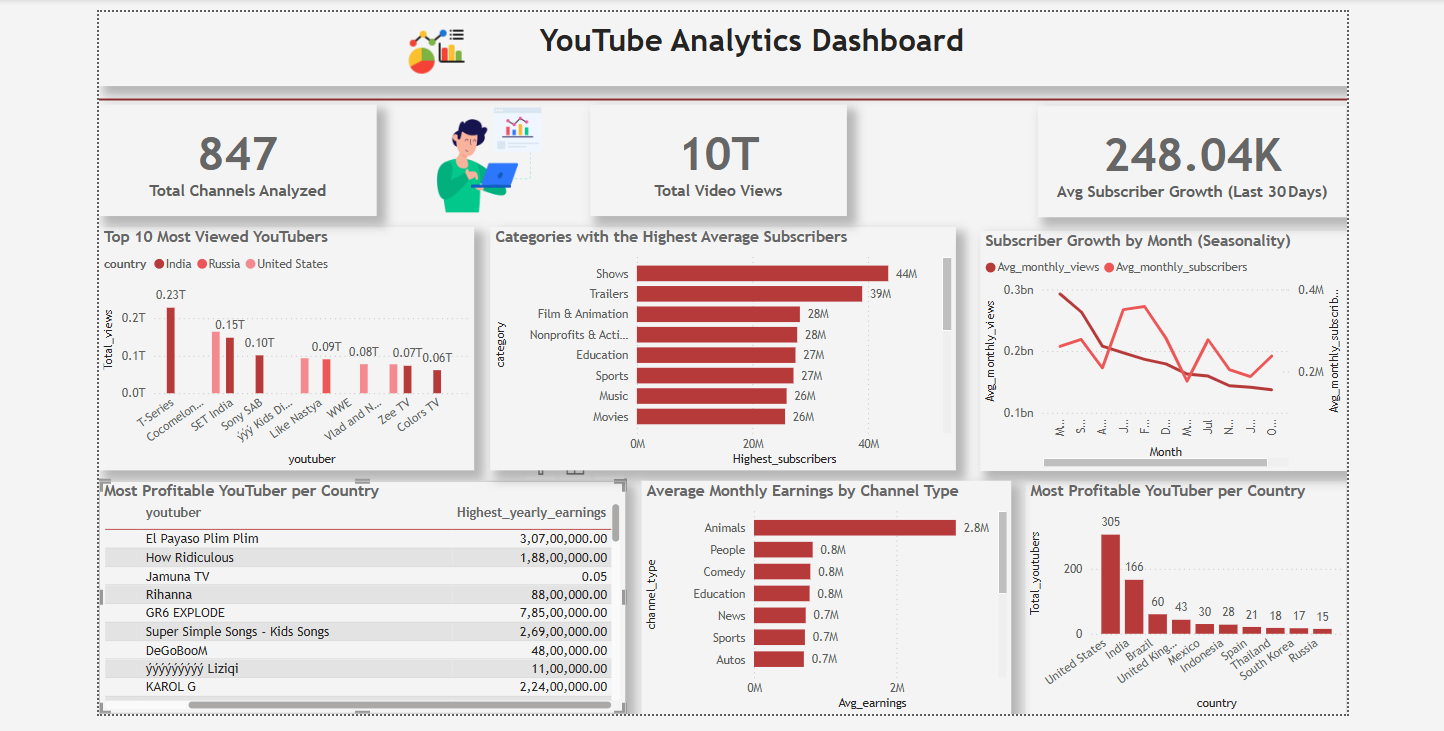 YouTube Analytics Dashboard
847
Total Channels Analyzed
10T
Total Video Views
248.04K
Avg Subscriber Growth (Last 30 Days)
Top 10 Most Viewed YouTubers
country India Russia United States
Total_views
0.2T
0.1T
0.0T
0.23T
0.15T
0.10T
0.09T
0.08T
0.07T
0.06T
T-Series
Cocomelon...
SET India
Sony SAB
ýýý Kids Di...
Like Nastya
WWE
Vlad and N...
Zee TV
Colors TV
youtuber
Categories with the Highest Average Subscribers
category
Shows 44M
Trailers 39M
Film & Animation 28M
Nonprofits & Acti... 28M
Education 27M
Sports 27M
Music 26M
Movies 26M
0M 20M 40M
Highest_subscribers
Subscriber Growth by Month (Seasonality)
Avg_monthly_views Avg_monthly_subscribers
Avg_monthly_views
0.3bn
0.2bn
0.1bn
0.4M
0.2M
Avg_monthly_subscrib...
M... S... A... J... F... D... M... Jul N... J... O...
Month
Most Profitable YouTuber per Country
youtuber Highest_yearly_earnings
El Payaso Plim Plim 3,07,00,000.00
How Ridiculous 1,88,00,000.00
Jamuna TV 0.05
Rihanna 88,00,000.00
GR6 EXPLODE 7,85,00,000.00
Super Simple Songs - Kids Songs 2,69,00,000.00
DeGoBooM 48,00,000.00
ýýýýýýýýý Liziqi 11,00,000.00
KAROL G 2,24,00,000.00
Average Monthly Earnings by Channel Type
channel_type
Animals 2.8M
People 0.8M
Comedy 0.8M
Education 0.8M
News 0.7M
Sports 0.7M
Autos 0.7M
0M 2M
Avg_earnings
Most Profitable YouTuber per Country
Total_youtubers
200
0
305
166
60
43
30
28
21
18
17
15
United States
India
Brazil
United King...
Mexico
Indonesia
Spain
Thailand
South Korea
Russia
country